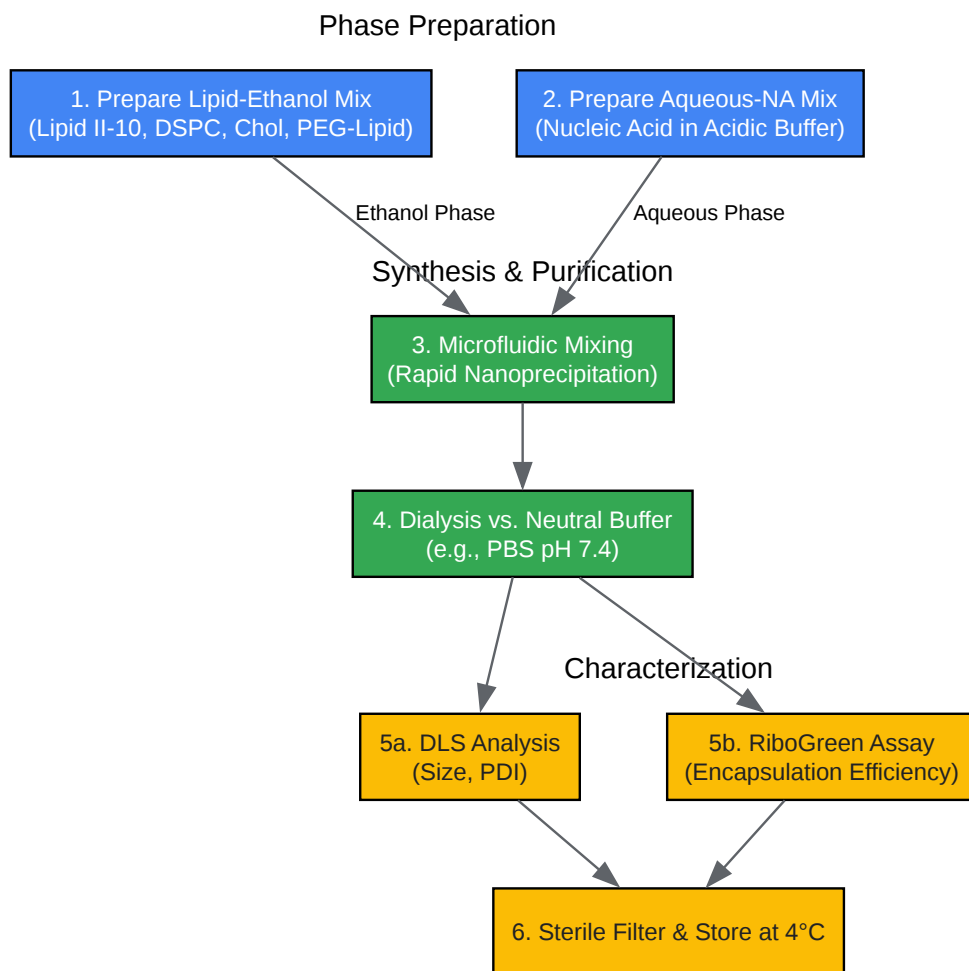 Phase Preparation
1. Prepare Lipid-Ethanol Mix
(Lipid II-10, DSPC, Chol, PEG-Lipid)
2. Prepare Aqueous-NA Mix
(Nucleic Acid in Acidic Buffer)
Ethanol Phase
Aqueous Phase
Synthesis & Purification
3. Microfluidic Mixing
(Rapid Nanoprecipitation)
4. Dialysis vs. Neutral Buffer
(e.g., PBS pH 7.4)
Characterization
5a. DLS Analysis
(Size, PDI)
5b. RiboGreen Assay
(Encapsulation Efficiency)
6. Sterile Filter & Store at 4°C